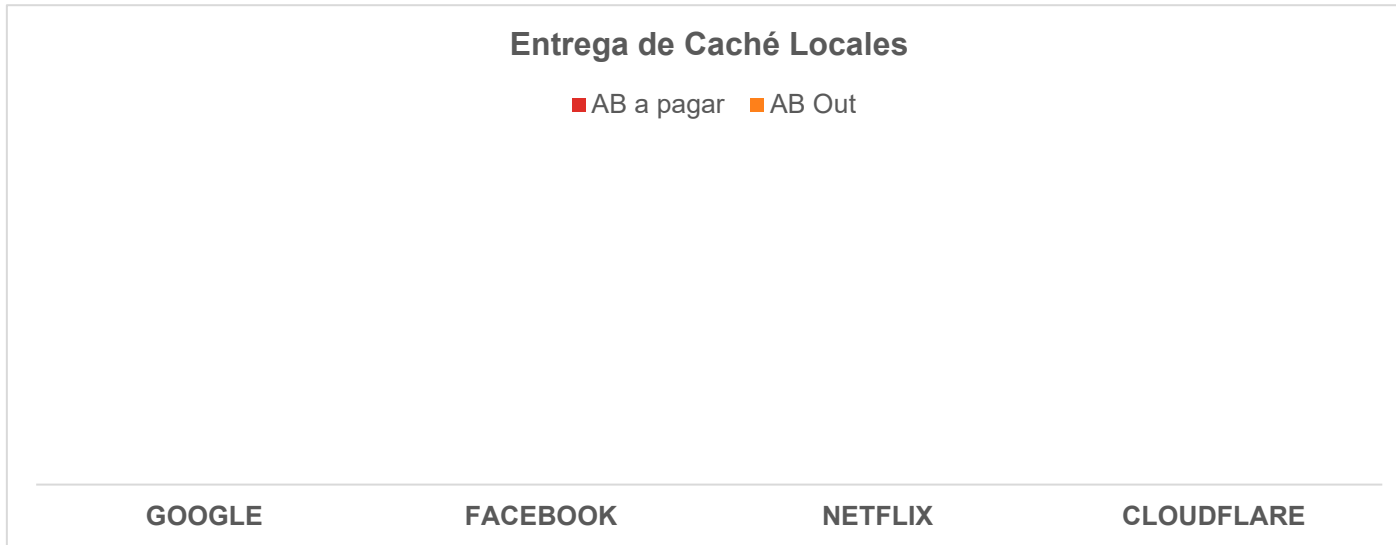 Entrega de Caché Locales
AB a pagar AB Out
GOOGLE FACEBOOK NETFLIX CLOUDFLARE